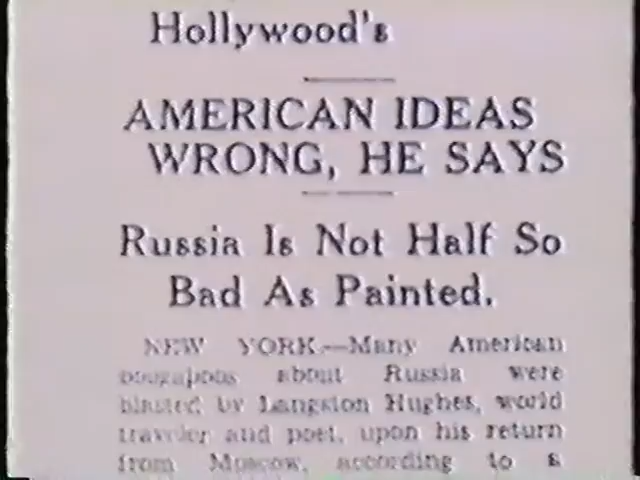 Hollywood's
AMERICAN IDEAS
WRONG, HE SAYS
Russia Is Not Half So
Bad As Painted.
NEW YORK.—Many American
about Russia were
blasted by Langston Hughes, world
traveler and poet, upon his return
from Moscow, according to a